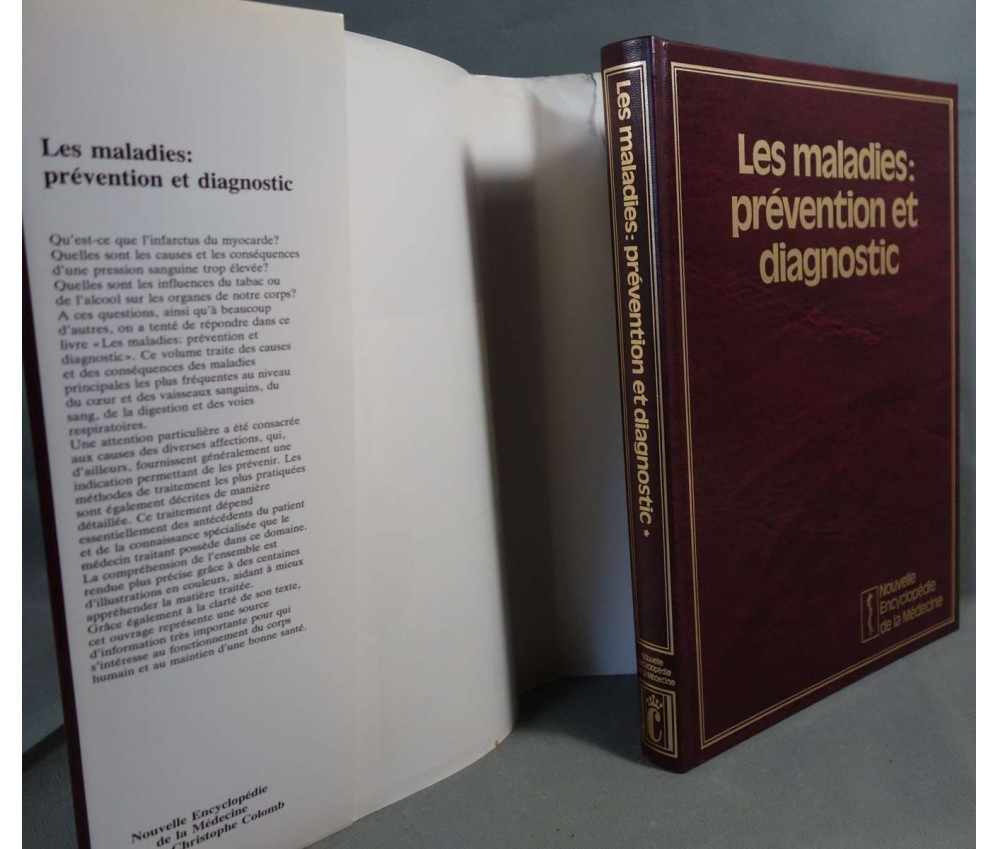 Les maladies:
prévention et diagnostic
Qu'est-ce que l'infarctus du myocarde?
Quelles sont les causes et les conséquences
d'une pression sanguine trop élevée?
Quelles sont les influences du tabac ou
de l'alcool sur les organes de notre corps?
A ces questions, ainsi qu'à beaucoup
d'autres, on a tenté de répondre dans ce
livre «Les maladies: prévention et
diagnostic». Ce volume traite des causes
et des conséquences des maladies
principales les plus fréquentes au niveau
du cœur et des vaisseaux sanguins, du
sang, de la digestion et des voies
respiratoires.
Une attention particulière a été consacrée
aux causes des diverses affections, qui,
d'ailleurs, fournissent généralement une
indication permettant de les prévenir. Les
méthodes de traitement les plus pratiquées
sont également décrites de manière
détaillée. Ce traitement dépend
essentiellement des antécédents du patient
et de la connaissance spécialisée que le
médecin traitant possède dans ce domaine.
La compréhension de l'ensemble est
rendue plus précise grâce à des centaines
d'illustrations en couleurs, aidant à mieux
appréhender la matière traitée.
Grâce également à la clarté de son texte,
cet ouvrage représente une source
d'information très importante pour qui
s'intéresse au fonctionnement du corps
humain et au maintien d'une bonne santé.
Nouvelle Encyclopédie
de la Médecine
Christophe Colomb
Les maladies: prévention et diagnostic *
Nouvelle
Encyclopédie
de la Médecine
C
Les maladies:
prévention et
diagnostic
Nouvelle
Encyclopédie
de la Médecine